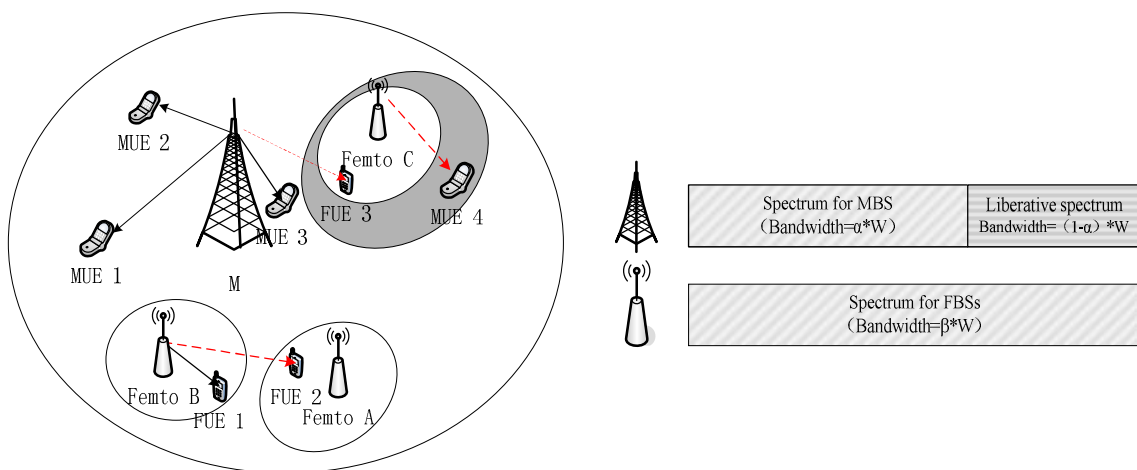 MUE 2
MUE 1
MUE 3
M
Femto C
FUE 3
MUE 4
Femto B
FUE 1
FUE 2
Femto A
Spectrum for MBS
(Bandwidth=α*W)
Liberative spectrum
Bandwidth= (1-α) *W
Spectrum for FBSs
(Bandwidth=β*W)